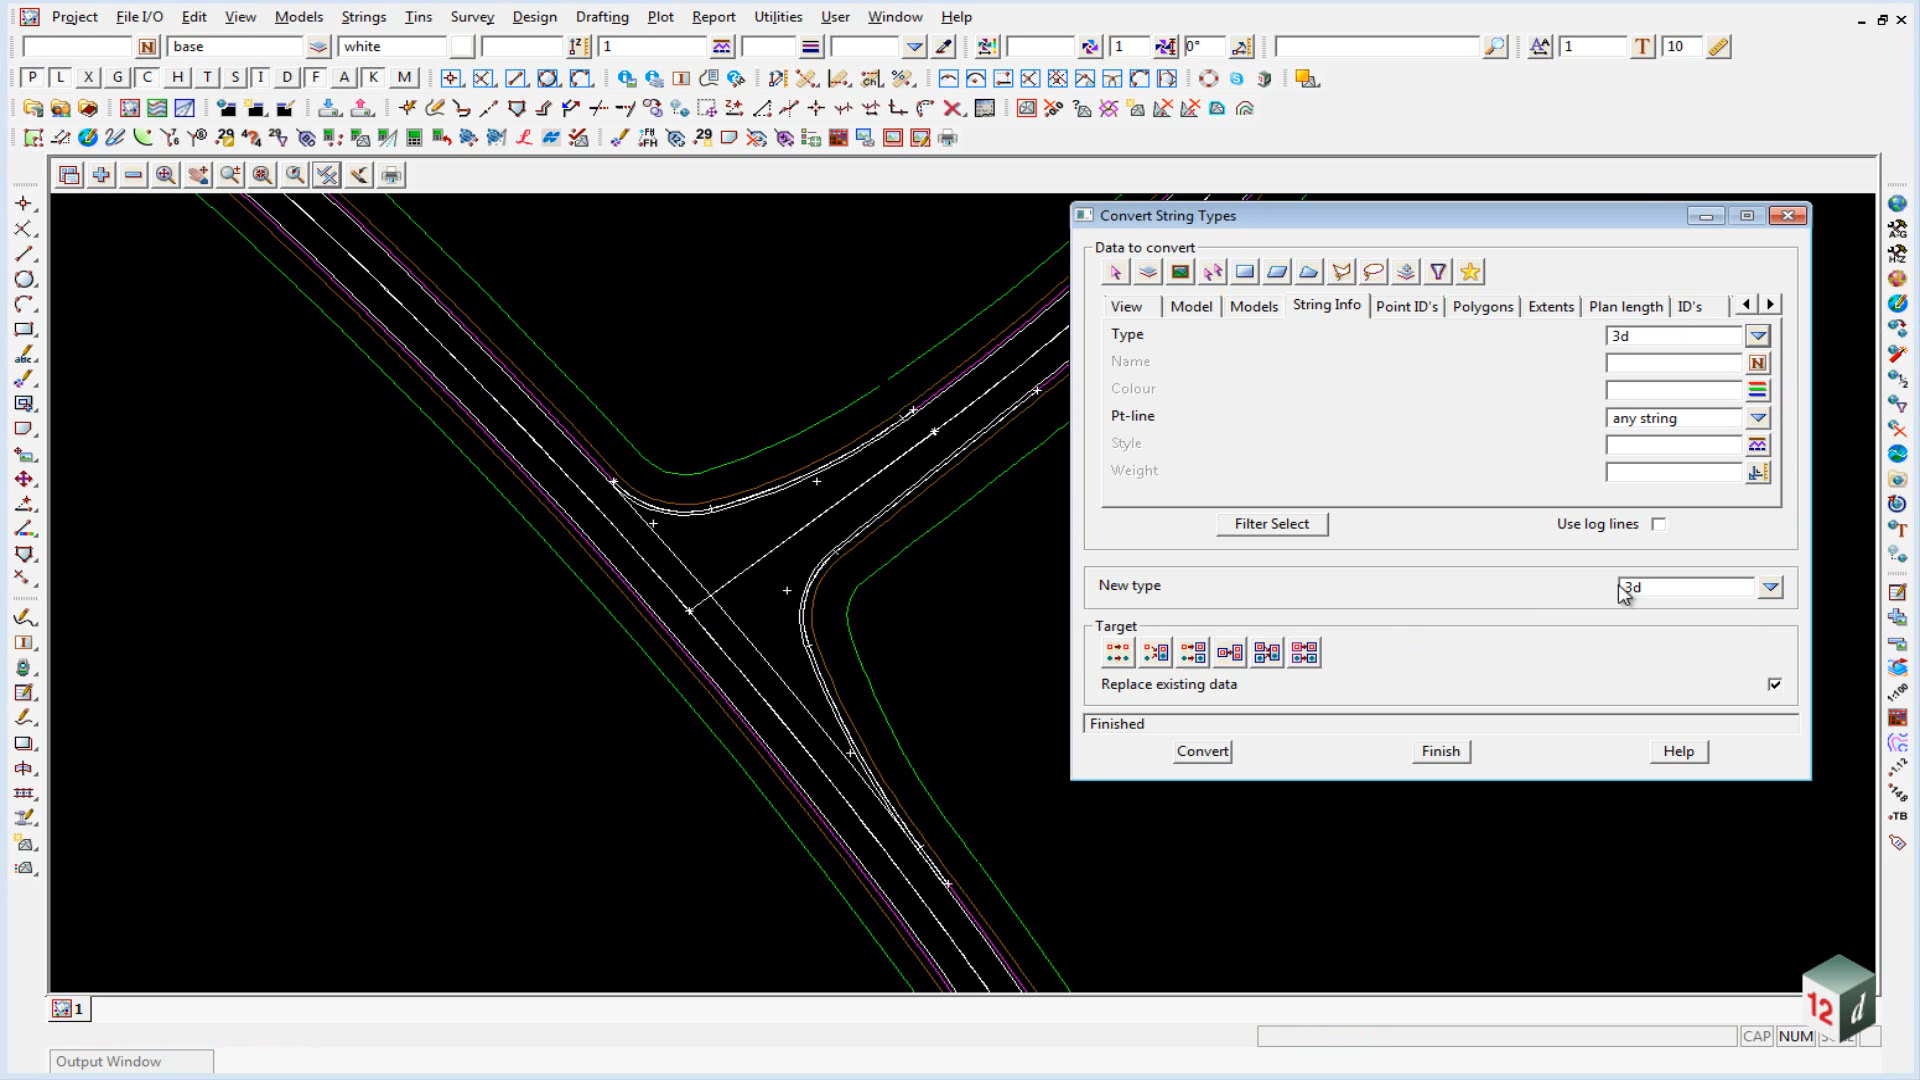 Project File I/O Edit View Models Strings Tins Survey Design Drafting Plot Report Utilities User Window Help
N base white 1 1 0° 1 T 10
P L X G C H T S I D F A K M
Convert String Types
Data to convert
View Model Models String Info Point ID's Polygons Extents Plan length ID's
Type 3d
Name N
Colour
Pt-line any string
Style
Weight
Filter Select Use log lines
New type 3d
Target
Replace existing data
Finished
Convert Finish Help
12 d
1
CAP NUM
Output Window